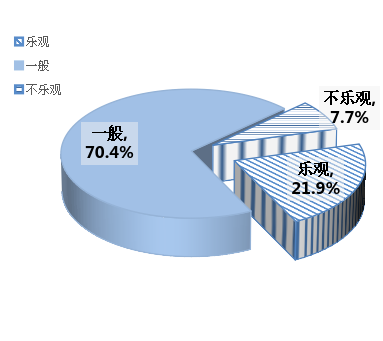 乐观
一般
不乐观
不乐观,
7.7%
一般,
70.4%
乐观,
21.9%